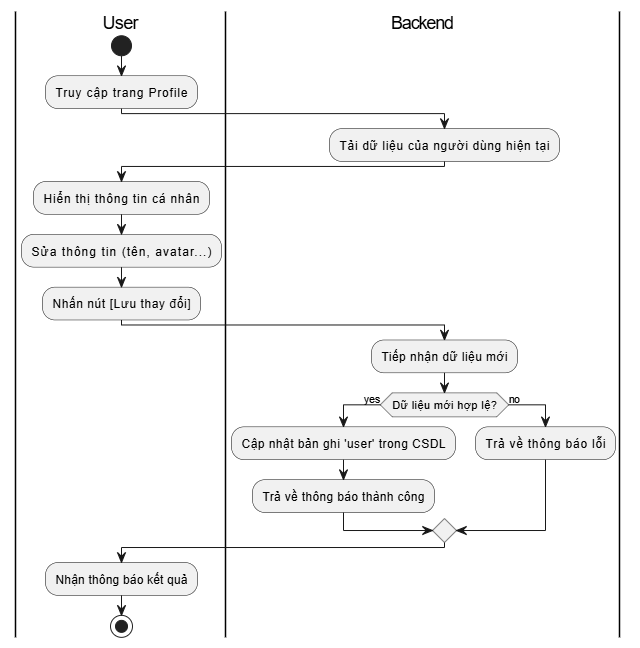 User
Backend
Truy cập trang Profile
Tải dữ liệu của người dùng hiện tại
Hiển thị thông tin cá nhân
Sửa thông tin (tên, avatar...)
Nhấn nút [Lưu thay đổi]
Tiếp nhận dữ liệu mới
yes
Dữ liệu mới hợp lệ?
no
Cập nhật bản ghi 'user' trong CSDL
Trả về thông báo lỗi
Trả về thông báo thành công
Nhận thông báo kết quả